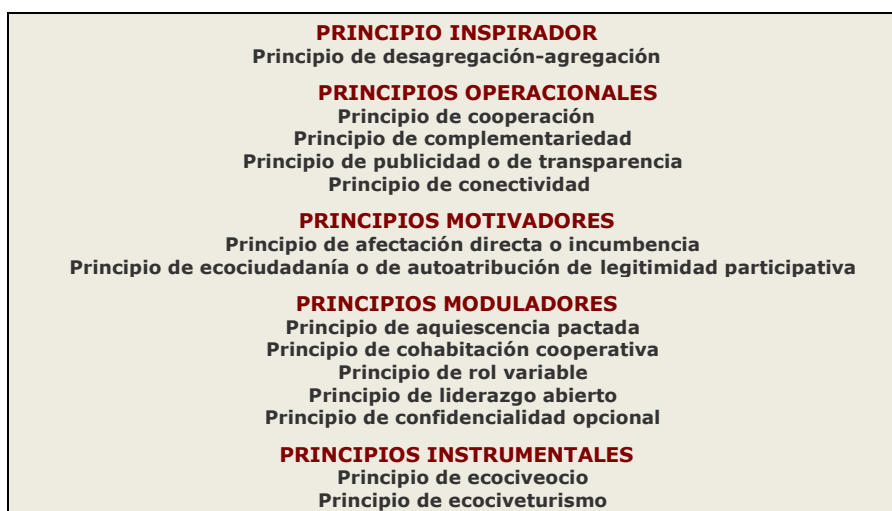 PRINCIPIO INSPIRADOR
Principio de desagregación-agregación
PRINCIPIOS OPERACIONALES
Principio de cooperación
Principio de complementariedad
Principio de publicidad o de transparencia
Principio de conectividad
PRINCIPIOS MOTIVADORES
Principio de afectación directa o incumbencia
Principio de ecociudadanía o de autoatribución de legitimidad participativa
PRINCIPIOS MODULADORES
Principio de aquiescencia pactada
Principio de cohabitación cooperativa
Principio de rol variable
Principio de liderazgo abierto
Principio de confidencialidad opcional
PRINCIPIOS INSTRUMENTALES
Principio de ecociveocio
Principio de ecociveturismo